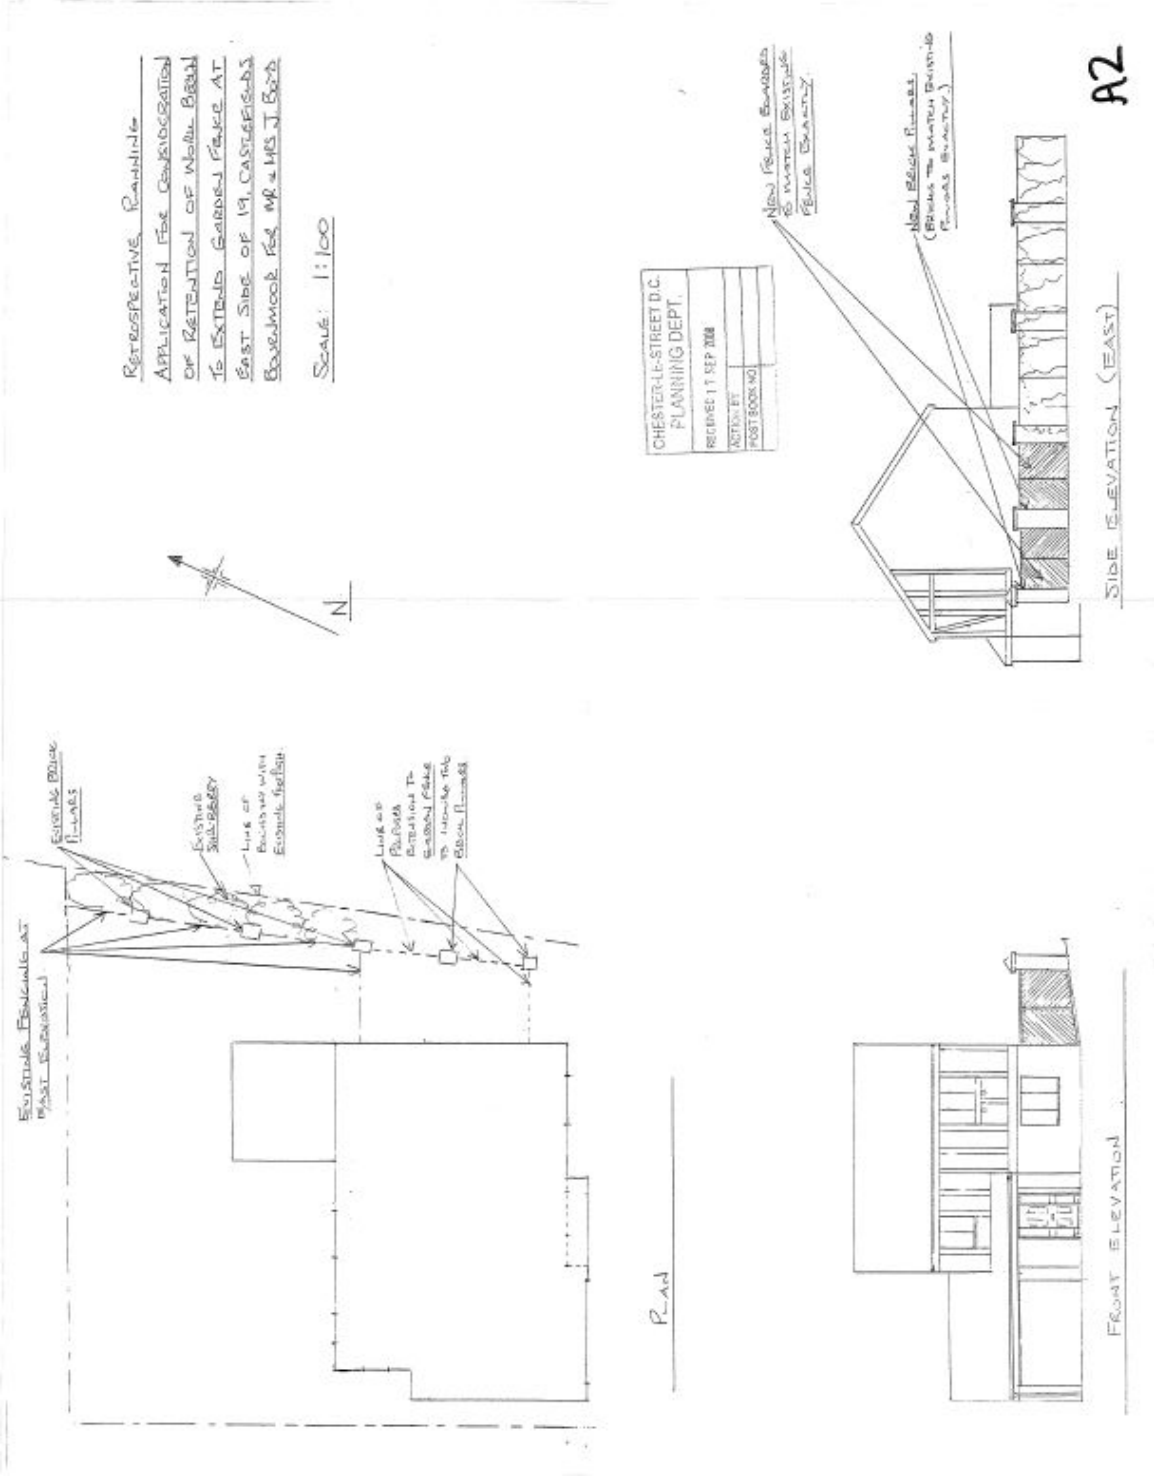 RETROSPECTIVE PLANNING
APPLICATION FOR CONSIDERATION
OF RETENTION OF WORK BEGUN
TO EXTEND GARDEN FENCE AT
EAST SIDE OF 19, CASTLEFIELDS
BOURNMOOR FOR MR & MRS J. BOYD
SCALE: 1:100
N
EXISTING FENCING AT
EAST ELEVATION
EXISTING BRICK
PILLARS
EXISTING
SHRUBBERY
LINE OF
BOUNDARY WITH
EXISTING FOOTPATH.
LINE OF
PROPOSED
EXTENSION TO
GARDEN FENCE
TO INCLUDE TWO
BRICK PILLARS
PLAN
CHESTER-LE-STREET D.C.
PLANNING DEPT.
RECEIVED 17 SEP 2008
ACTION BY
POST BOOK NO.
NEW FENCE BOARDS
TO MATCH EXISTING
FENCE EXACTLY.
NEW BRICK PILLARS.
(BRICKS TO MATCH EXISTING
PILLARS EXACTLY.)
A2
SIDE ELEVATION (EAST)
FRONT ELEVATION